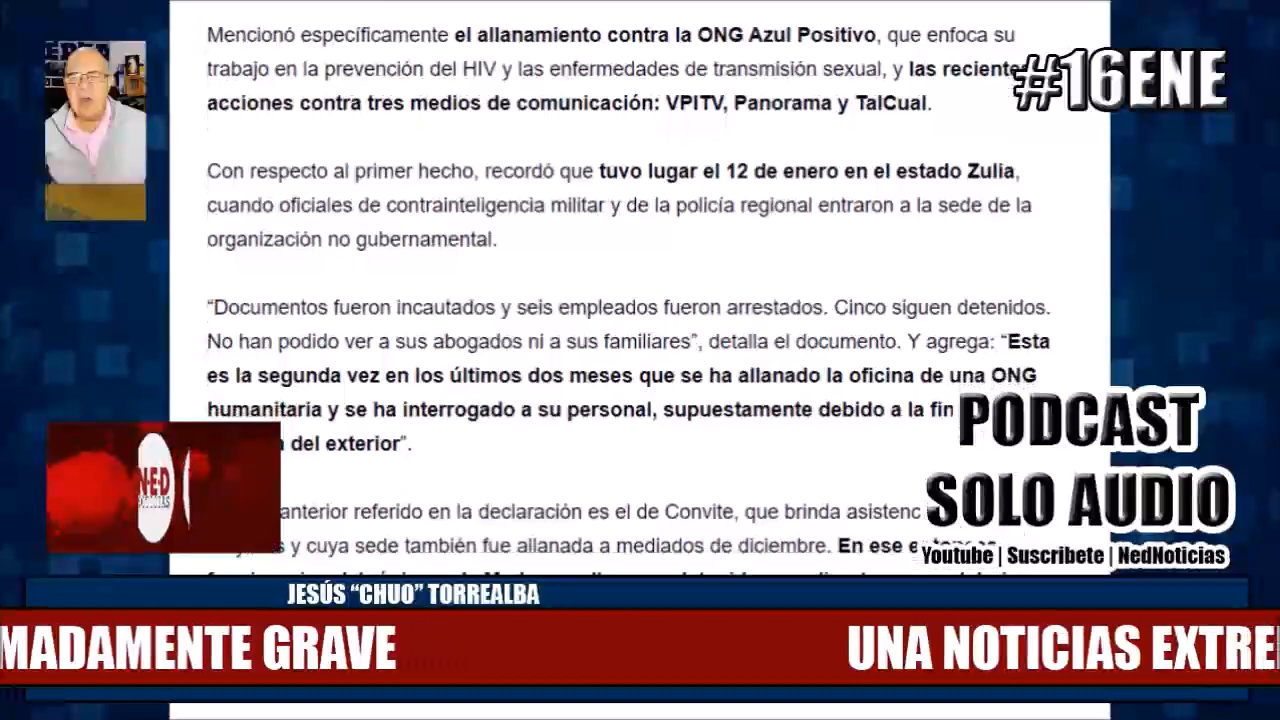 Mencionó específicamente el allanamiento contra la ONG Azul Positivo, que enfoca su
trabajo en la prevención del HIV y las enfermedades de transmisión sexual, y las reciente
acciones contra tres medios de comunicación: VPITV, Panorama y TalCual.
#16ENE
Con respecto al primer hecho, recordó que tuvo lugar el 12 de enero en el estado Zulia,
cuando oficiales de contrainteligencia militar y de la policía regional entraron a la sede de la
organización no gubernamental.
“Documentos fueron incautados y seis empleados fueron arrestados. Cinco siguen detenidos.
No han podido ver a sus abogados ni a sus familiares”, detalla el documento. Y agrega: “Esta
es la segunda vez en los últimos dos meses que se ha allanado la oficina de una ONG
humanitaria y se ha interrogado a su personal, supuestamente debido a la fin
del exterior”.
anterior referido en la declaración es el de Convite, que brinda asistenc
y cuya sede también fue allanada a mediados de diciembre. En ese
N·E·D
PODCAST
SOLO AUDIO
Youtube | Suscribete | NedNoticias
JESÚS “CHUO” TORREALBA
MADAMENTE GRAVE UNA NOTICIAS EXTRE